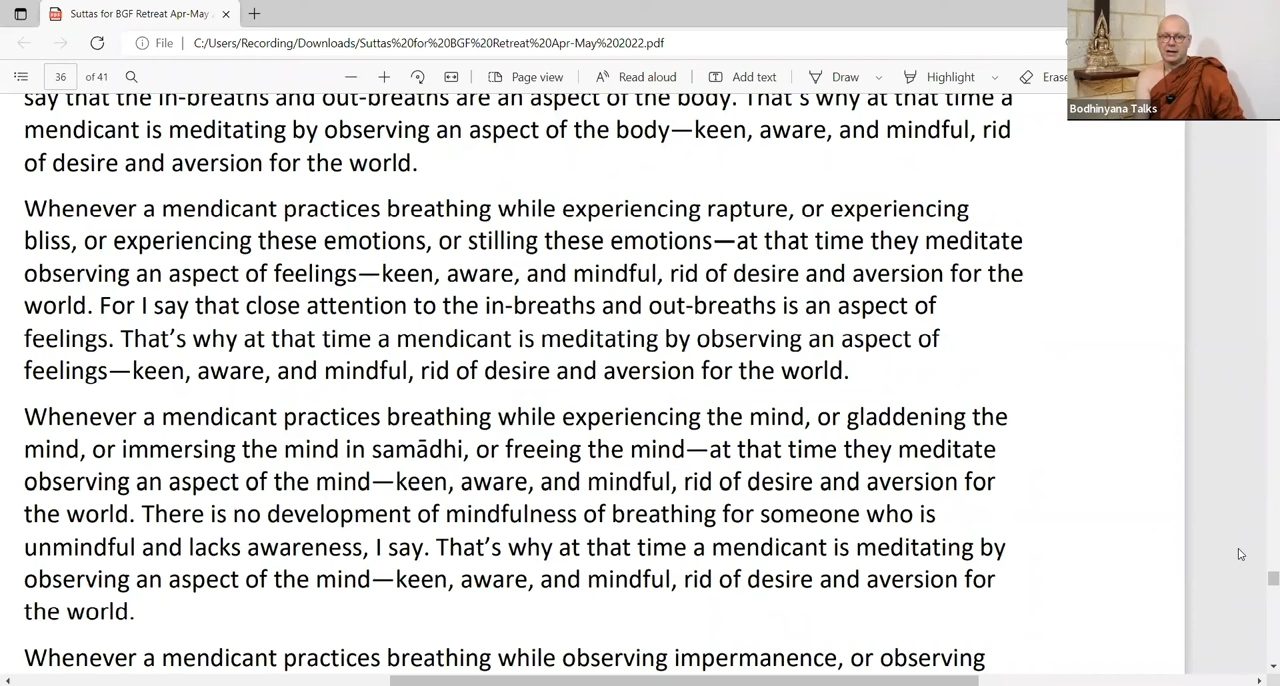 Suttas for BGF Retreat Apr-May
File C:/Users/Recording/Downloads/Suttas%20for%20BGF%20Retreat%20Apr-May%202022.pdf
36 of 41 Page view Read aloud Add text Draw Highlight Erase
Bodhinyana Talks
say that the in-breaths and out-breaths are an aspect of the body. That's why at that time a
mendicant is meditating by observing an aspect of the body—keen, aware, and mindful, rid
of desire and aversion for the world.
Whenever a mendicant practices breathing while experiencing rapture, or experiencing
bliss, or experiencing these emotions, or stilling these emotions—at that time they meditate
observing an aspect of feelings—keen, aware, and mindful, rid of desire and aversion for the
world. For I say that close attention to the in-breaths and out-breaths is an aspect of
feelings. That's why at that time a mendicant is meditating by observing an aspect of
feelings—keen, aware, and mindful, rid of desire and aversion for the world.
Whenever a mendicant practices breathing while experiencing the mind, or gladdening the
mind, or immersing the mind in samādhi, or freeing the mind—at that time they meditate
observing an aspect of the mind—keen, aware, and mindful, rid of desire and aversion for
the world. There is no development of mindfulness of breathing for someone who is
unmindful and lacks awareness, I say. That's why at that time a mendicant is meditating by
observing an aspect of the mind—keen, aware, and mindful, rid of desire and aversion for
the world.
Whenever a mendicant practices breathing while observing impermanence, or observing